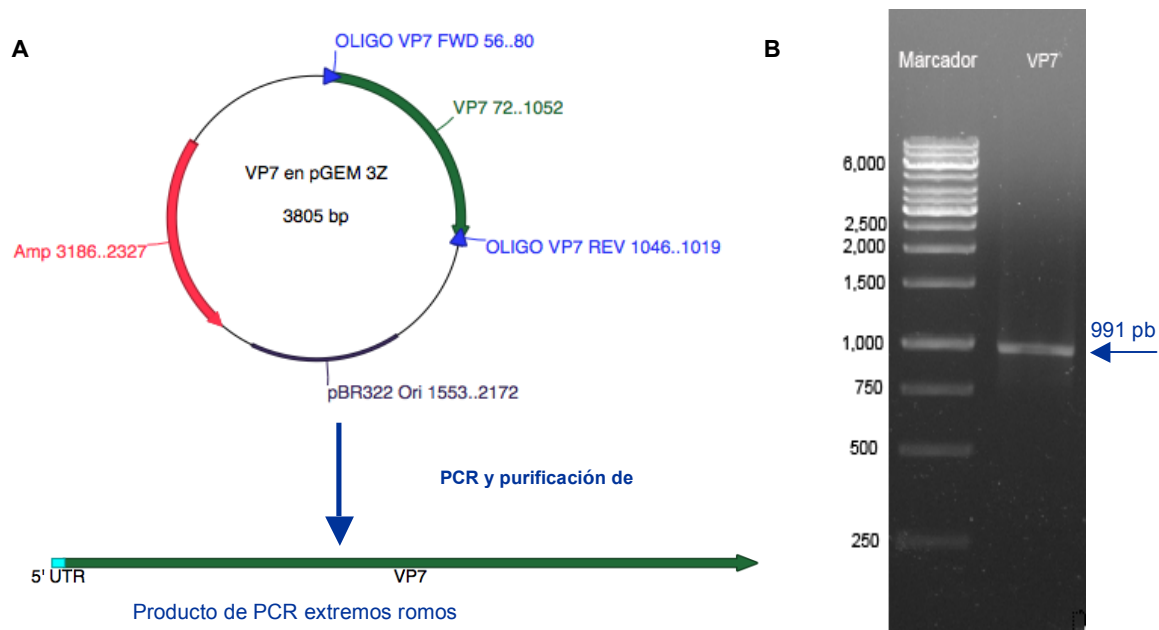 A
OLIGO VP7 FWD 56..80
VP7 72..1052
VP7 en pGEM 3Z
3805 bp
Amp 3186..2327
OLIGO VP7 REV 1046..1019
pBR322 Ori 1553..2172
PCR y purificación de
5' UTR
VP7
Producto de PCR extremos romos
B
Marcador
VP7
6,000
2,500
2,000
1,500
1,000
750
500
250
991 pb